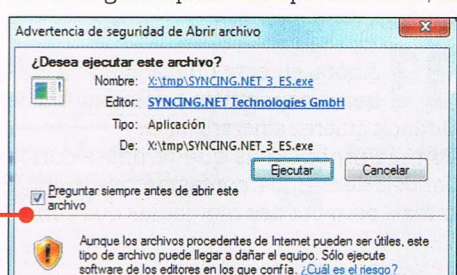 Advertencia de seguridad de Abrir archivo
¿Desea ejecutar este archivo?
Nombre: X:\tmp\SYNCING.NET 3_ES.exe
Editor: SYNCING.NET Technologies GmbH
Tipo: Aplicación
De: X:\tmp\SYNCING.NET_3_ES.exe
Ejecutar Cancelar
Preguntar siempre antes de abrir este
archivo
Aunque los archivos procedentes de Internet pueden ser útiles, este
tipo de archivo puede llegar a dañar el equipo. Sólo ejecute
software de los editores en los que confía. ¿Cuál es el riesgo?